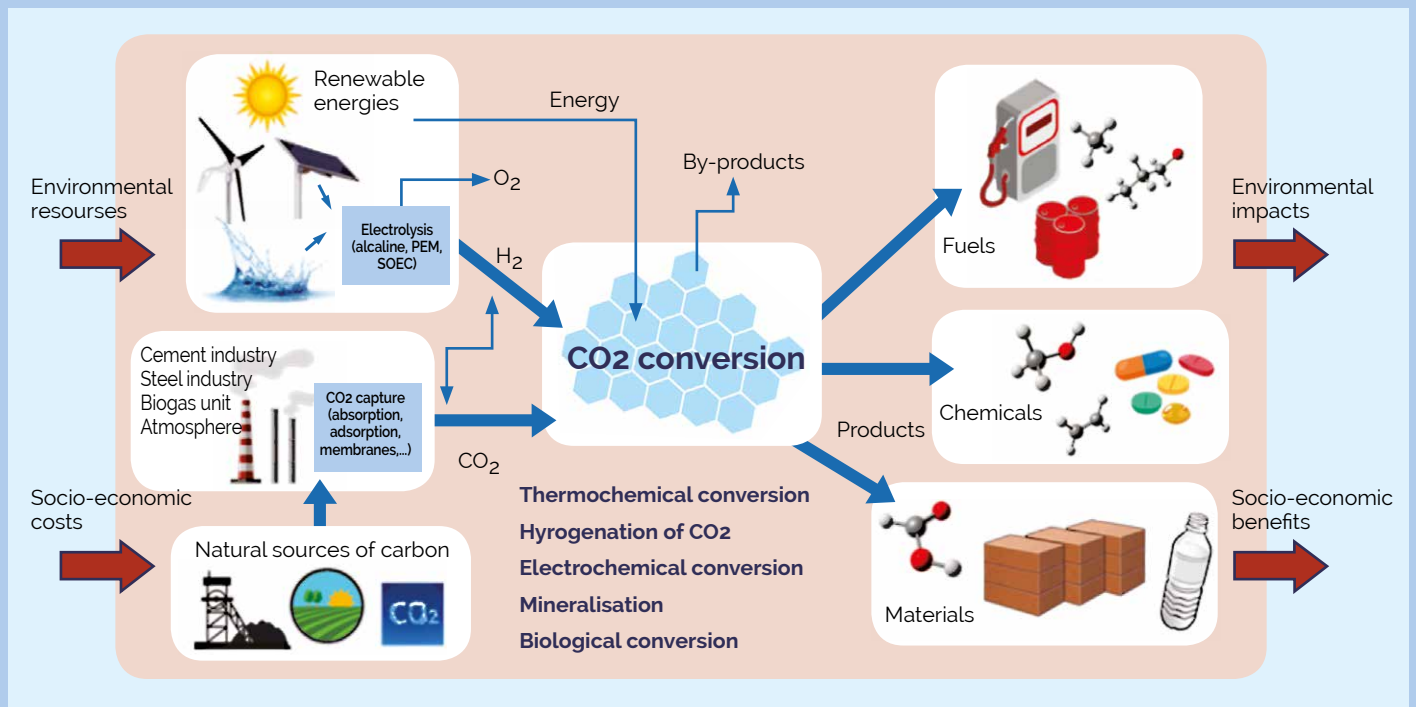 Renewable
energies
Energy
By-products
O2
Environmental
resourses
Electrolysis
(alcaline, PEM,
SOEC)
H2
Fuels
Environmental
impacts
Cement industry
Steel industry
Biogas unit
Atmosphere
CO2 capture
(absorption,
adsorption,
membranes,...)
CO2 conversion
Chemicals
Products
CO2
Socio-economic
costs
Natural sources of carbon
CO2
Thermochemical conversion
Hyrogenation of CO2
Electrochemical conversion
Mineralisation
Biological conversion
Materials
Socio-economic
benefits